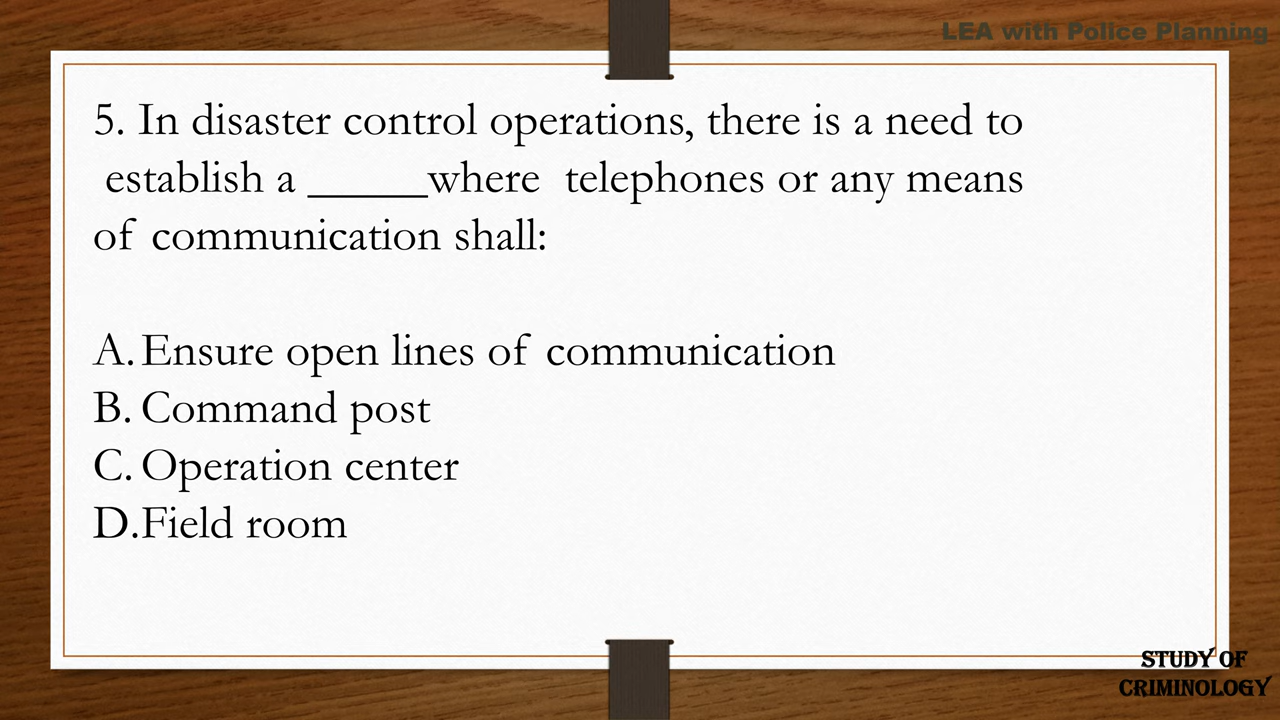 LEA with Police Planning
5. In disaster control operations, there is a need to
establish a _____where telephones or any means
of communication shall:
A. Ensure open lines of communication
B. Command post
C. Operation center
D.Field room
STUDY OF
CRIMINOLOGY